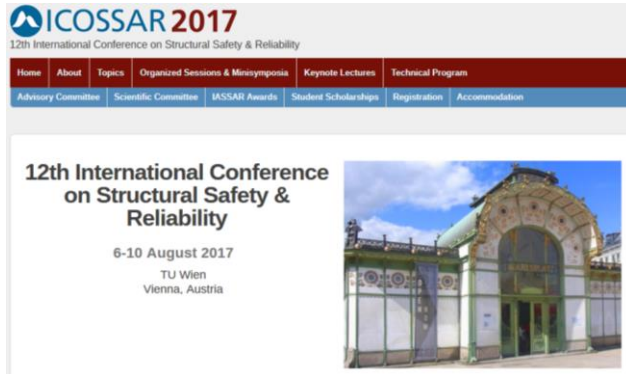 ICOSSAR 2017
12th International Conference on Structural Safety & Reliability
Home About Topics Organized Sessions & Minisymposia Keynote Lectures Technical Program
Advisory Committee Scientific Committee IASSAR Awards Student Scholarships Registration Accommodation
12th International Conference
on Structural Safety &
Reliability
6-10 August 2017
TU Wien
Vienna, Austria
KARLSPLATZ